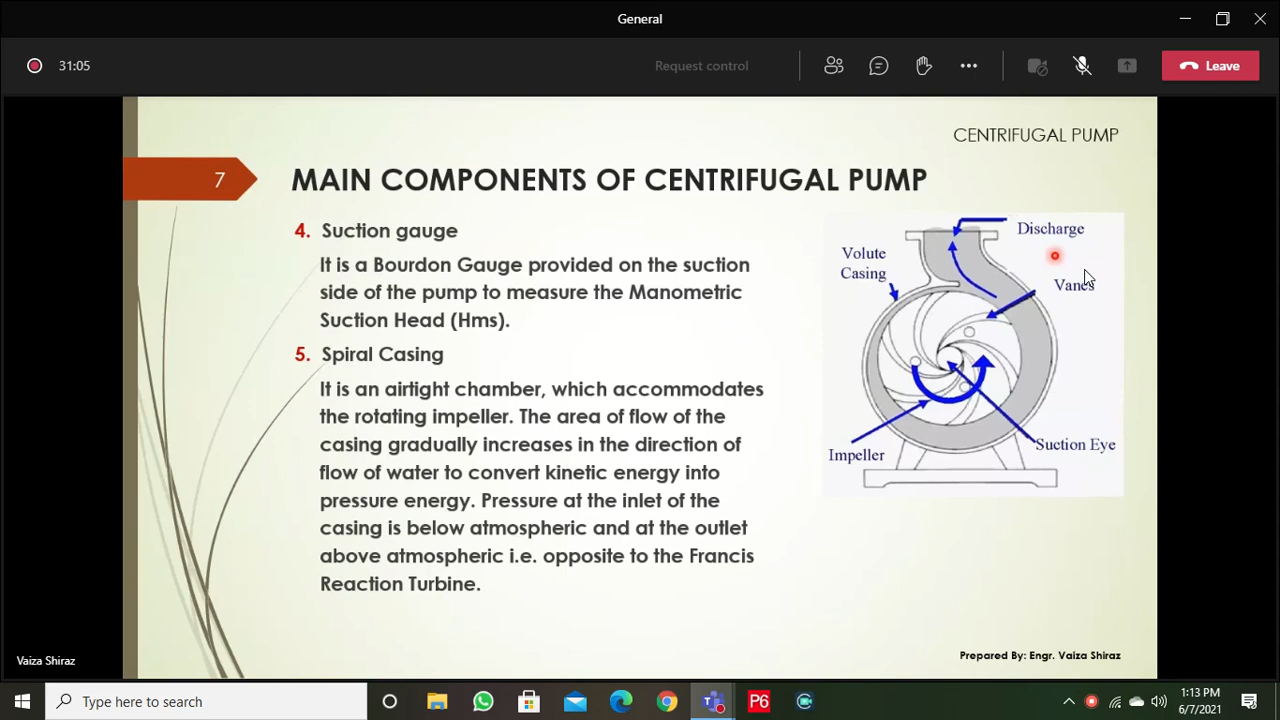 General
31:05
Request control
Leave
CENTRIFUGAL PUMP
7
MAIN COMPONENTS OF CENTRIFUGAL PUMP
4. Suction gauge
It is a Bourdon Gauge provided on the suction
side of the pump to measure the Manometric
Suction Head (Hms).
5. Spiral Casing
It is an airtight chamber, which accommodates
the rotating impeller. The area of flow of the
casing gradually increases in the direction of
flow of water to convert kinetic energy into
pressure energy. Pressure at the inlet of the
casing is below atmospheric and at the outlet
above atmospheric i.e. opposite to the Francis
Reaction Turbine.
Discharge
Volute
Casing
Vanes
Suction Eye
Impeller
Prepared By: Engr. Vaiza Shiraz
Vaiza Shiraz
Type here to search
P6
C
1:13 PM
6/7/2021